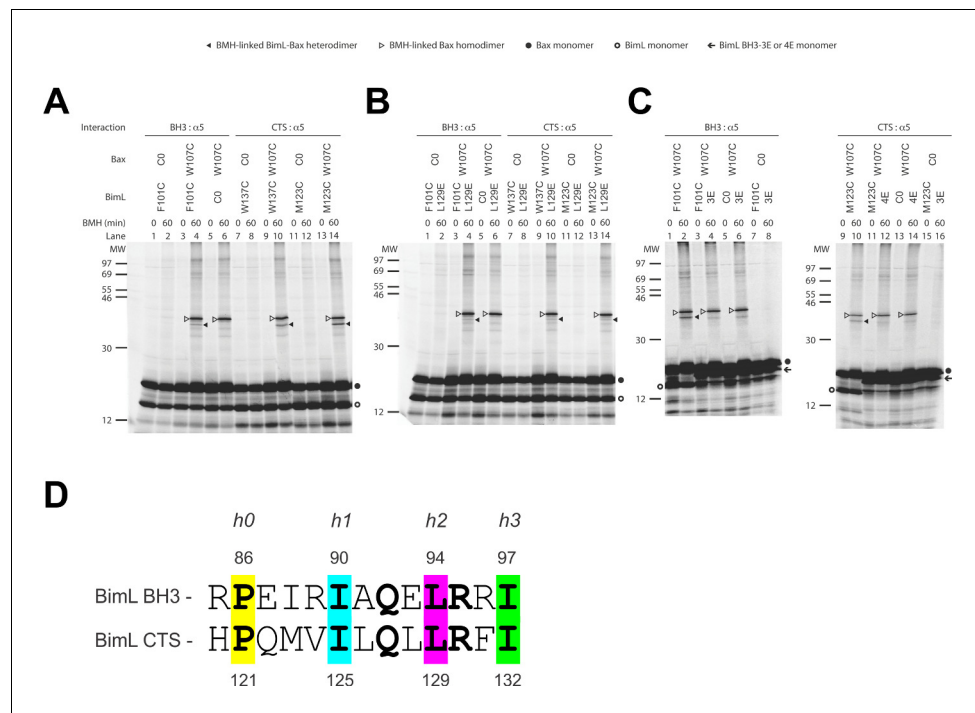 BMH-linked BimL-Bax heterodimer BMH-linked Bax homodimer Bax monomer BimL monomer BimL BH3-3E or 4E monomer
A
Interaction BH3 : α5 CTS : α5
Bax C0 W107C W107C C0 W107C C0 W107C
BimL F101C F101C C0 W137C W137C M123C M123C
BMH (min) 0 60 0 60 0 60 0 60 0 60 0 60 0 60
Lane 1 2 3 4 5 6 7 8 9 10 11 12 13 14
MW
97
69
55
46
30
12
B
BH3 : α5 CTS : α5
C0 W107C W107C C0 W107C C0 W107C
F101C L129E F101C L129E C0 L129E W137C L129E W137C L129E M123C L129E M123C L129E
0 60 0 60 0 60 0 60 0 60 0 60 0 60
1 2 3 4 5 6 7 8 9 10 11 12 13 14
MW
97
69
55
46
30
12
C
BH3 : α5
W107C W107C W107C C0
F101C F101C 3E C0 3E F101C 3E
0 60 0 60 0 60 0 60
1 2 3 4 5 6 7 8
MW
97
69
55
46
30
12
CTS : α5
W107C W107C W107C C0
M123C M123C 4E C0 4E M123C 3E
0 60 0 60 0 60 0 60
9 10 11 12 13 14 15 16
MW
97
69
55
46
30
12
D
h0 h1 h2 h3
86 90 94 97
BimL BH3 - RPEIRIAQELRRI
BimL CTS - HPQMVILQLLRFI
121 125 129 132